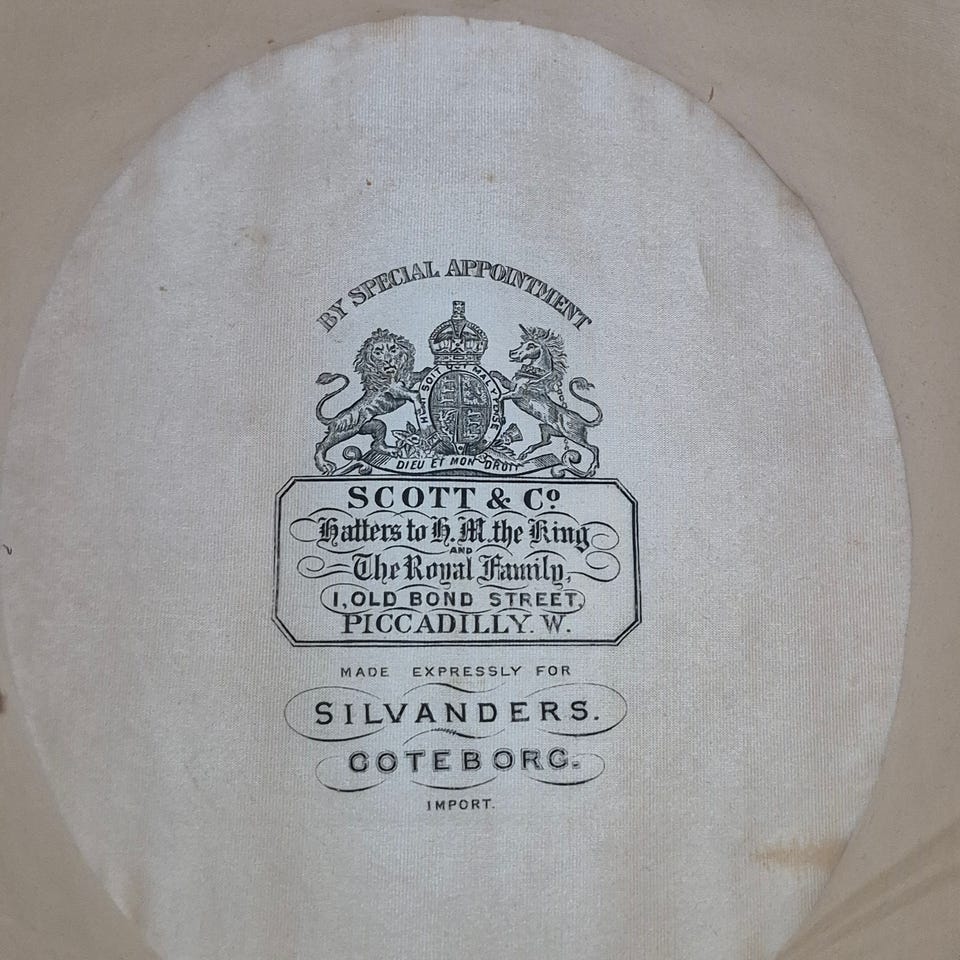 BY SPECIAL APPOINTMENT
HONI SOIT QUI MAL Y PENSE
DIEU ET MON DROIT
SCOTT & Co.
Hatters to H. M. the King
AND
The Royal Family,
1, OLD BOND STREET,
PICCADILLY. W.
MADE EXPRESSLY FOR
SILVANDERS.
GOTEBORG.
IMPORT.